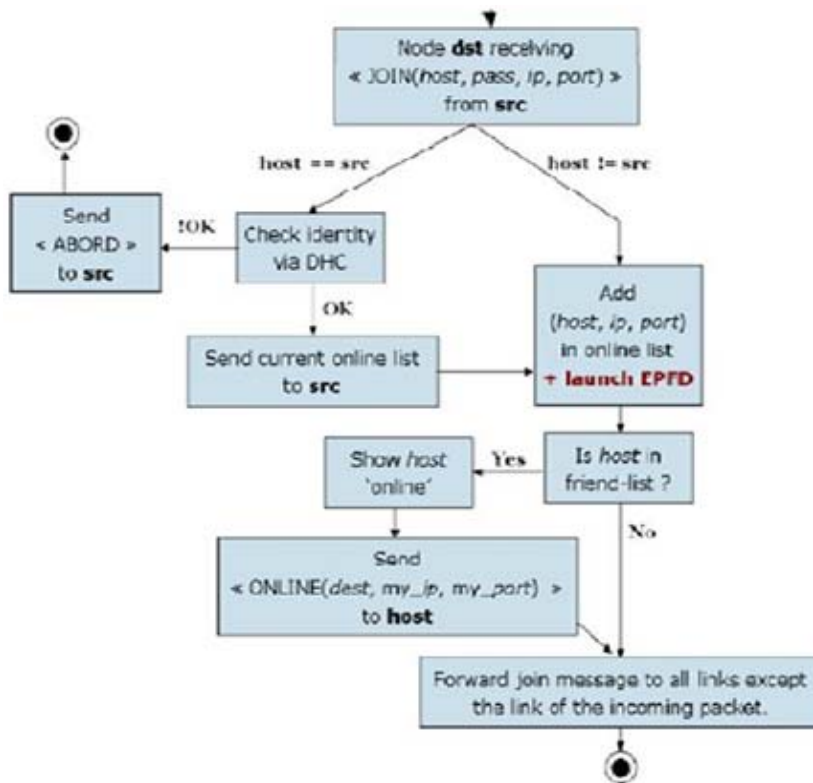 Node dst receiving
« JOIN(host, pass, ip, port) »
from src
host == src
host != src
Send
« ABORD »
to src
!OK
Check identity
via DHC
OK
Send current online list
to src
Add
(host, ip, port)
in online list
+ launch EPFD
Show host
'online'
Yes
Is host in
friend-list ?
No
Send
« ONLINE(dest, my_ip, my_port) »
to host
Forward join message to all links except
the link of the incoming packet.